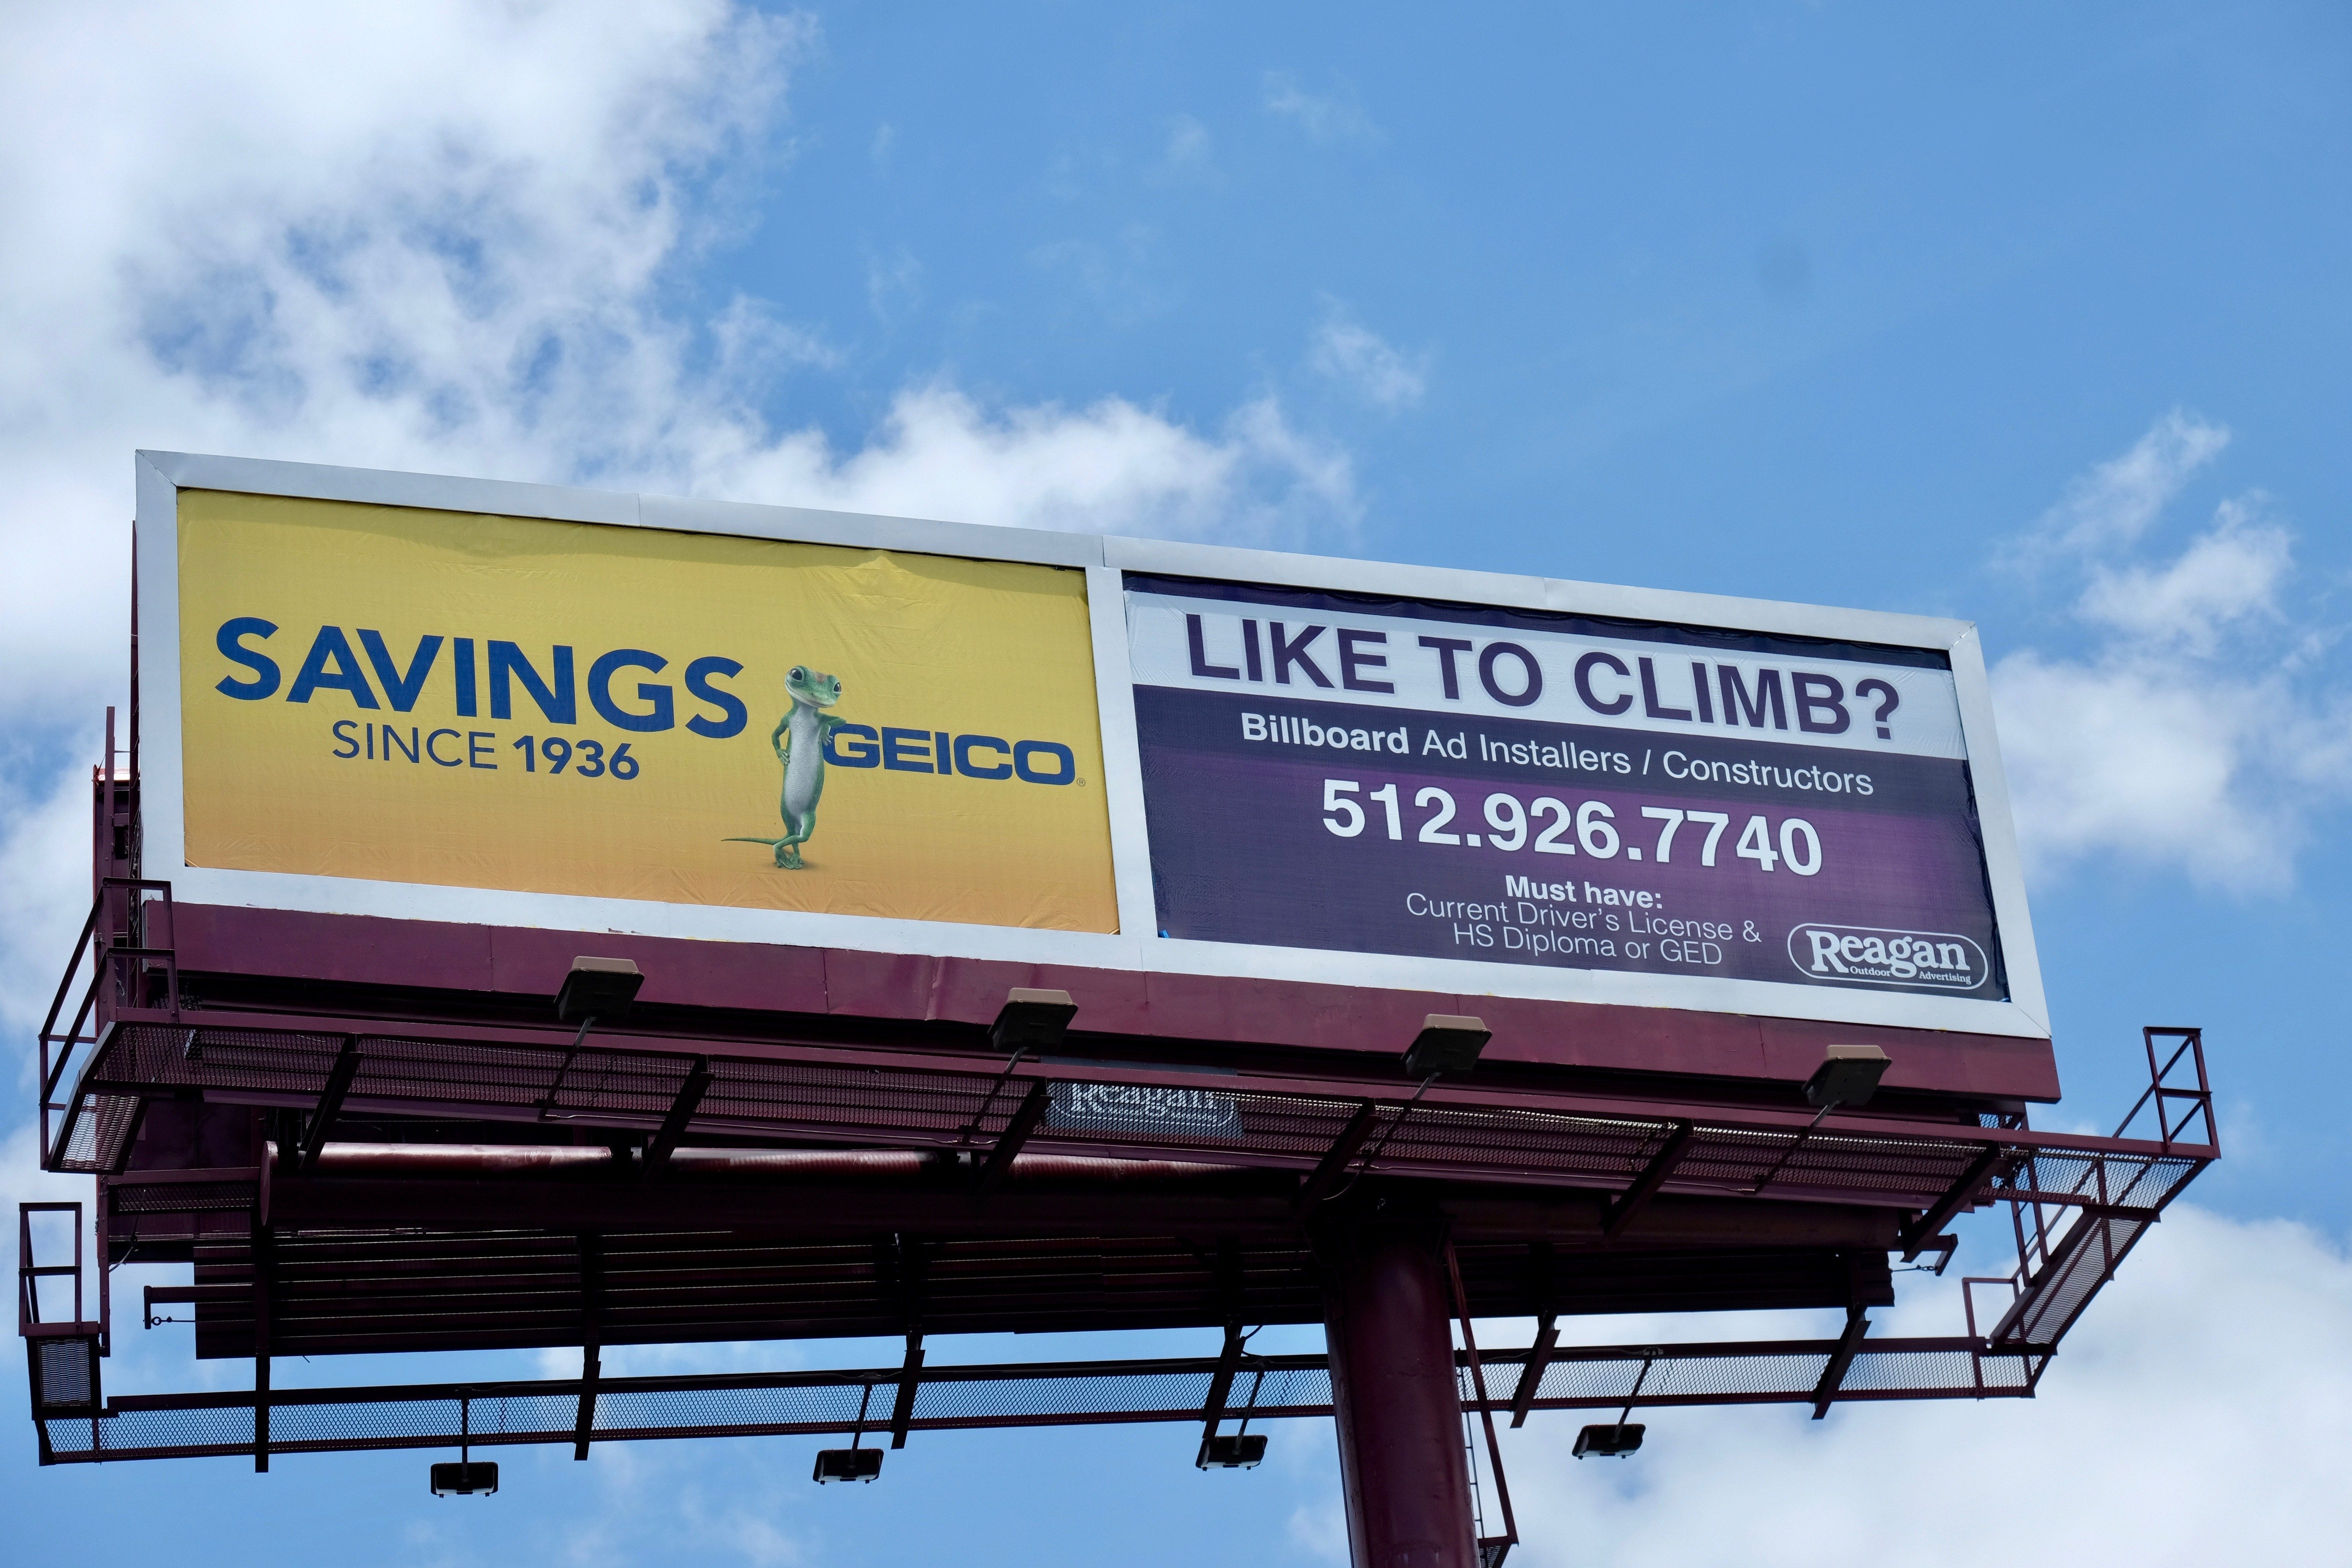 SAVINGS
SINCE 1936
GEICO®
LIKE TO CLIMB?
Billboard Ad Installers / Constructors
512.926.7740
Must have:
Current Driver's License &
HS Diploma or GED
Reagan
Outdoor Advertising
Reagan